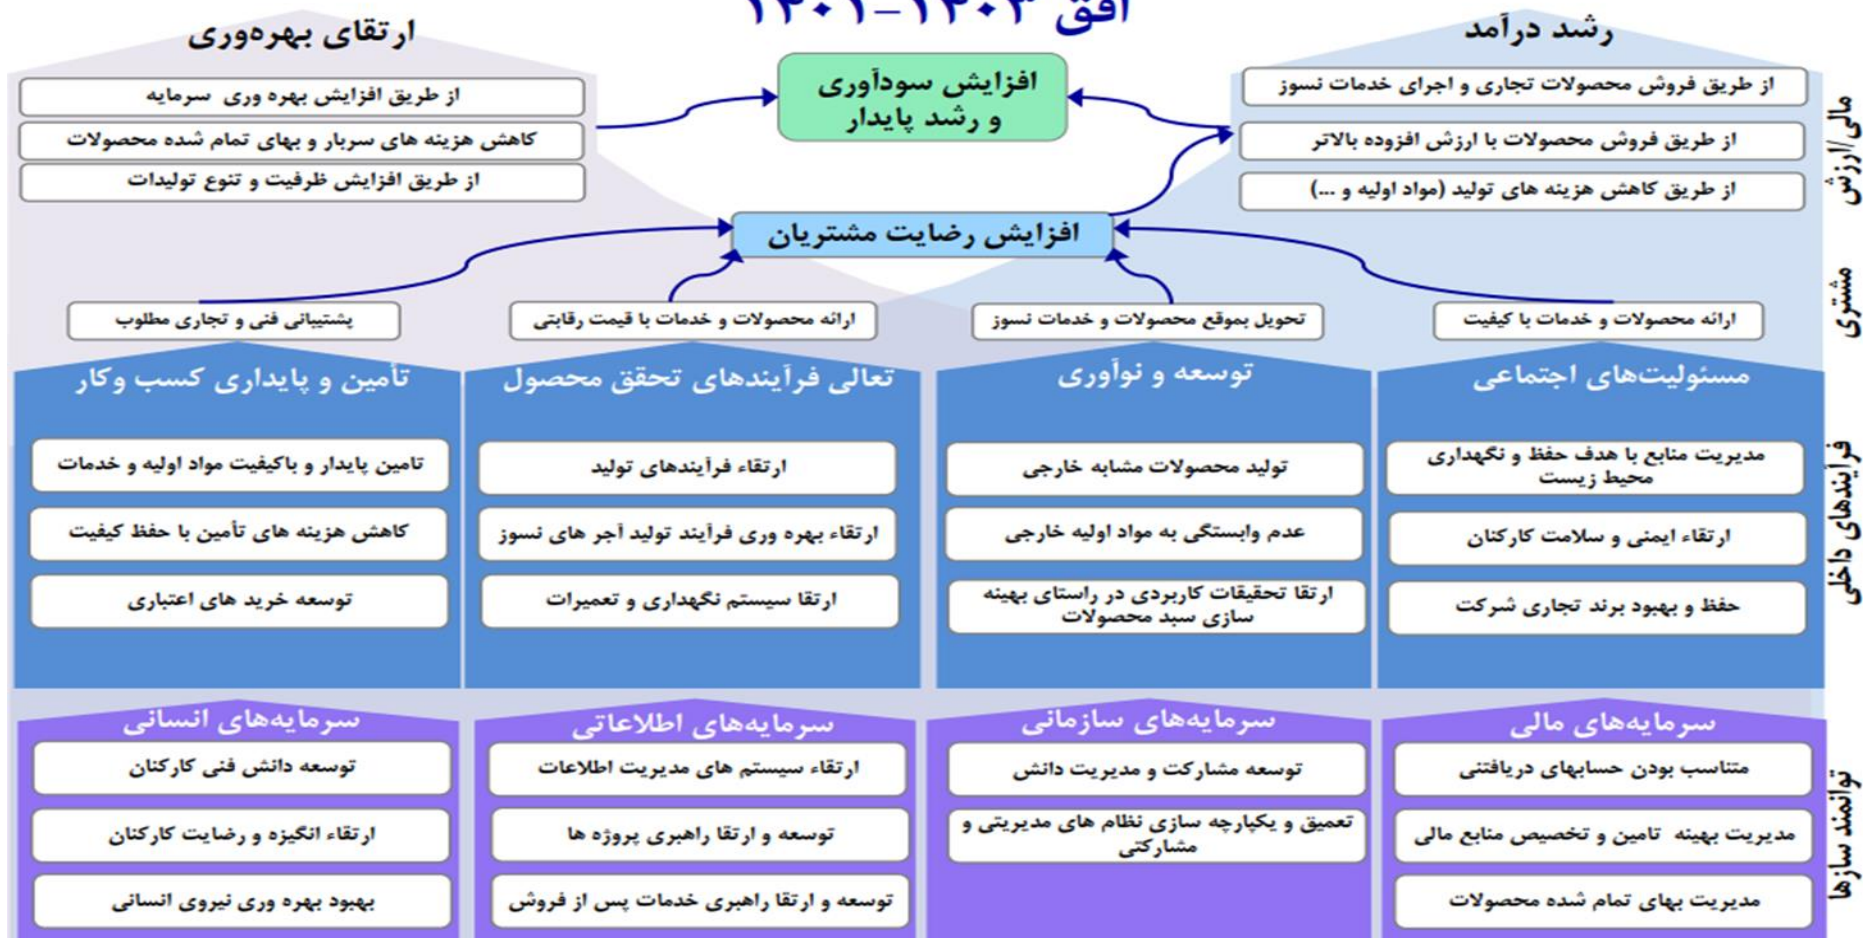 افق ۱۴۰۳-۱۴۰۱
رشد درآمد
از طریق فروش محصولات تجاری و اجرای خدمات نسوز
از طریق فروش محصولات با ارزش افزوده بالاتر
از طریق کاهش هزینه های تولید (مواد اولیه و ...)
افزایش سودآوری
و رشد پایدار
ارتقای بهره‌وری
از طریق افزایش بهره وری سرمایه
کاهش هزینه های سربار و بهای تمام شده محصولات
از طریق افزایش ظرفیت و تنوع تولیدات
مالی/ارزش
افزایش رضایت مشتریان
مشتری
ارائه محصولات و خدمات با کیفیت
تحویل بموقع محصولات و خدمات نسوز
ارائه محصولات و خدمات با قیمت رقابتی
پشتیبانی فنی و تجاری مطلوب
فرآیندهای داخلی
مسئولیت‌های اجتماعی
مدیریت منابع با هدف حفظ و نگهداری
محیط زیست
ارتقاء ایمنی و سلامت کارکنان
حفظ و بهبود برند تجاری شرکت
توسعه و نوآوری
تولید محصولات مشابه خارجی
عدم وابستگی به مواد اولیه خارجی
ارتقا تحقیقات کاربردی در راستای بهینه
سازی سبد محصولات
تعالی فرآیندهای تحقق محصول
ارتقاء فرآیندهای تولید
ارتقاء بهره وری فرآیند تولید آجر های نسوز
ارتقا سیستم نگهداری و تعمیرات
تأمین و پایداری کسب وکار
تامین پایدار و باکیفیت مواد اولیه و خدمات
کاهش هزینه های تأمین با حفظ کیفیت
توسعه خرید های اعتباری
توانمند سازها
سرمایه‌های مالی
متناسب بودن حسابهای دریافتنی
مدیریت بهینه تامین و تخصیص منابع مالی
مدیریت بهای تمام شده محصولات
سرمایه‌های سازمانی
توسعه مشارکت و مدیریت دانش
تعمیق و یکپارچه سازی نظام های مدیریتی و
مشارکتی
سرمایه‌های اطلاعاتی
ارتقاء سیستم های مدیریت اطلاعات
توسعه و ارتقا راهبری پروژه ها
توسعه و ارتقا راهبری خدمات پس از فروش
سرمایه‌های انسانی
توسعه دانش فنی کارکنان
ارتقاء انگیزه و رضایت کارکنان
بهبود بهره وری نیروی انسانی